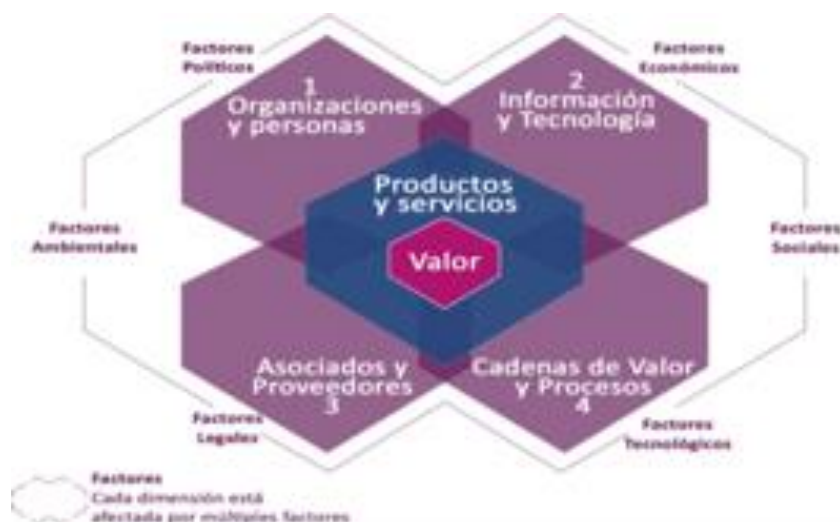 Factores
Políticos
Factores
Económicos
1
Organizaciones
y personas
2
Información
y Tecnología
Productos
y servicios
Factores
Ambientales
Valor
Factores
Sociales
Asociados y
Proveedores
3
Cadenas de Valor
y Procesos
4
Factores
Legales
Factores
Tecnológicos
Factores
Cada dimensión está
afectada por múltiples factores